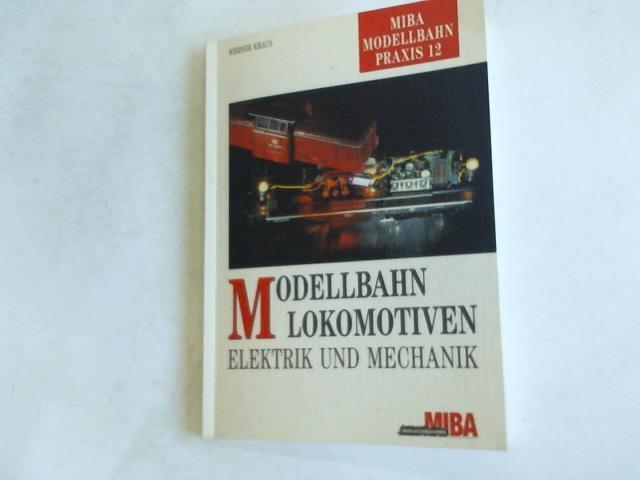 WERNER KRAUS
MIBA
MODELLBAHN
PRAXIS 12
MODELLBAHN
LOKOMOTIVEN
ELEKTRIK UND MECHANIK
MIBA